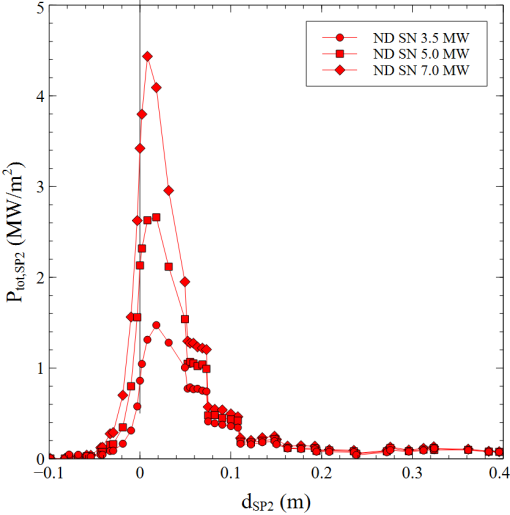 5
4
3
2
1
0
P_tot,SP2 (MW/m²)
ND SN 3.5 MW
ND SN 5.0 MW
ND SN 7.0 MW
−0.1 0 0.1 0.2 0.3 0.4
d_SP2 (m)